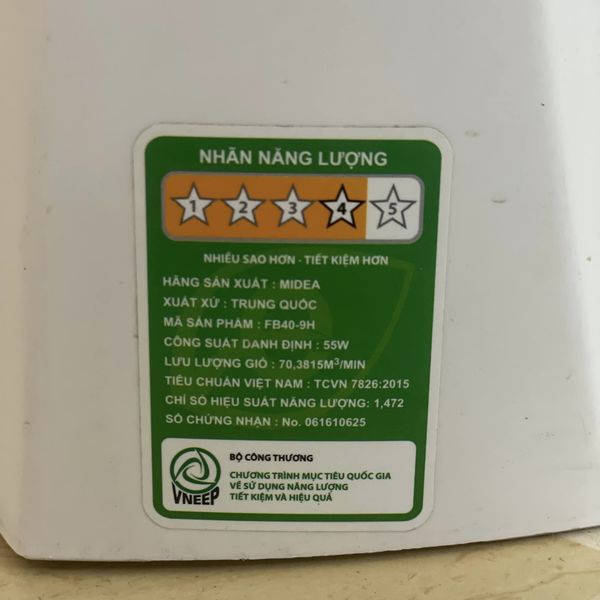 NHÃN NĂNG LƯỢNG
1 2 3 4 5
NHIỀU SAO HƠN - TIẾT KIỆM HƠN
HÃNG SẢN XUẤT : MIDEA
XUẤT XỨ : TRUNG QUỐC
MÃ SẢN PHẨM : FB40-9H
CÔNG SUẤT DANH ĐỊNH : 55W
LƯU LƯỢNG GIÓ : 70,3815M³/MIN
TIÊU CHUẨN VIỆT NAM : TCVN 7826:2015
CHỈ SỐ HIỆU SUẤT NĂNG LƯỢNG: 1,472
SỐ CHỨNG NHẬN : No. 061610625
BỘ CÔNG THƯƠNG
CHƯƠNG TRÌNH MỤC TIÊU QUỐC GIA
VỀ SỬ DỤNG NĂNG LƯỢNG
TIẾT KIỆM VÀ HIỆU QUẢ
VNEEP